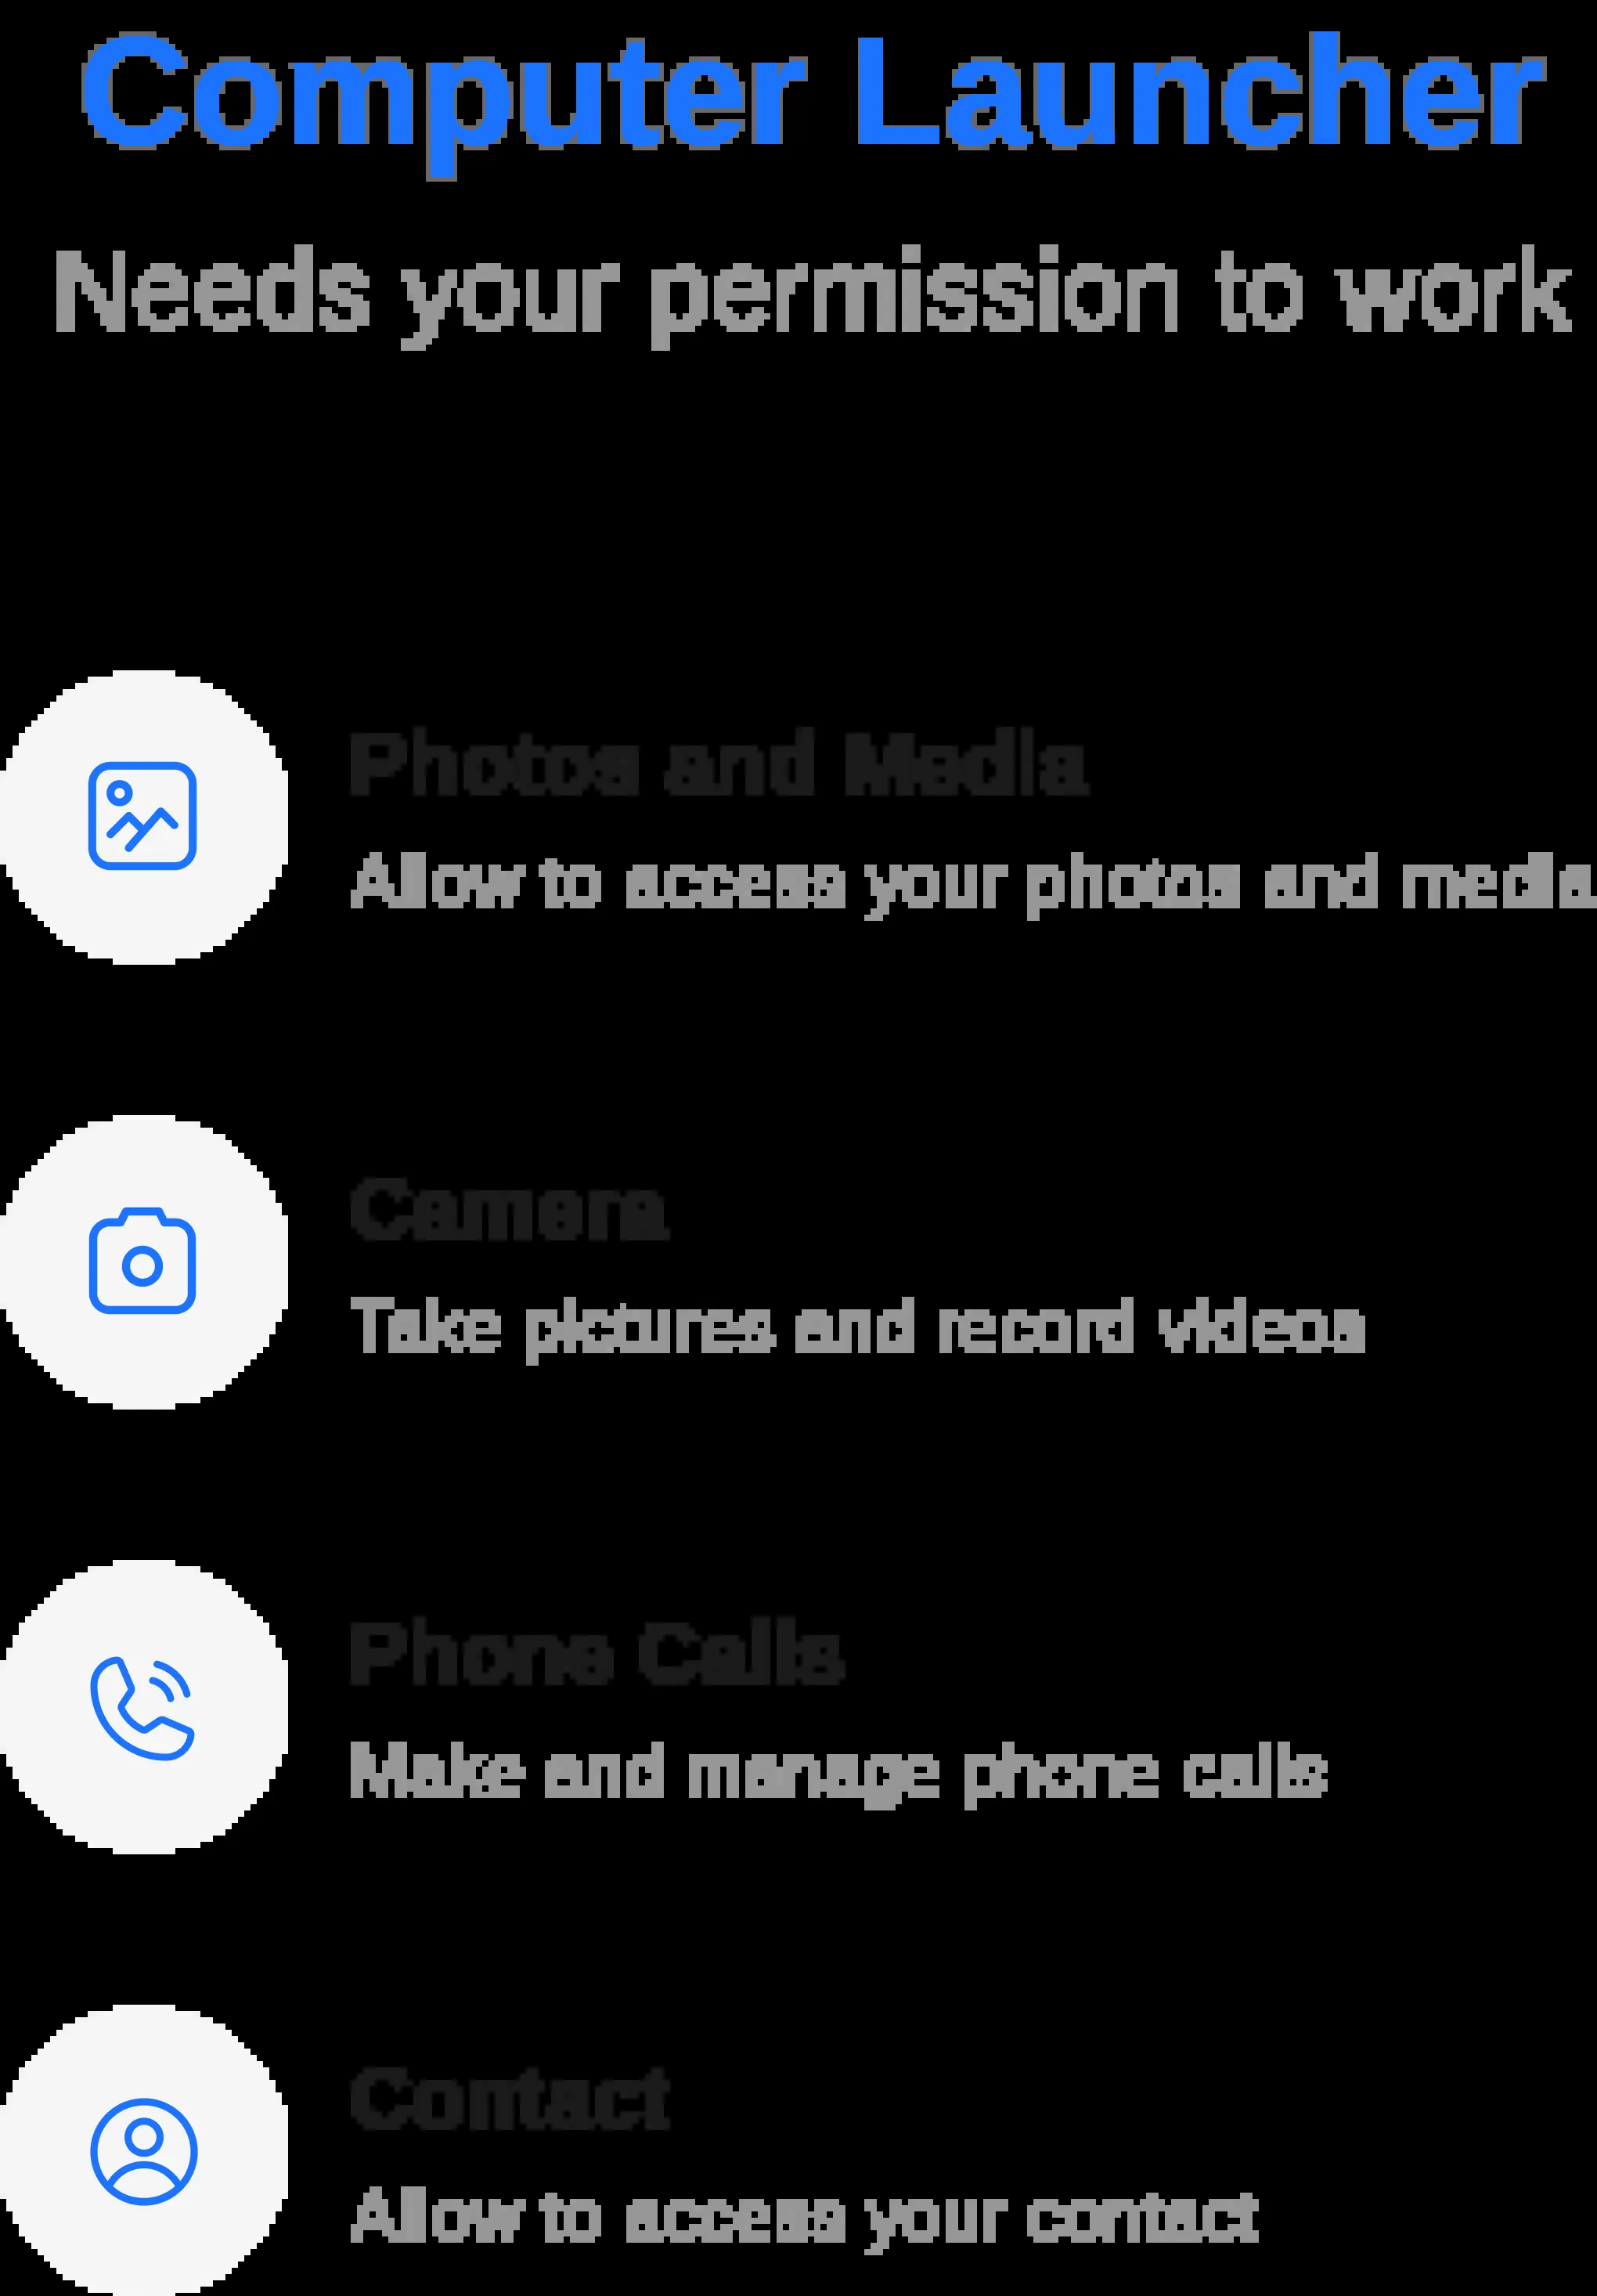 Computer Launcher
Needs your permission to work
Photos and Media
Allow to access your photos and media
Camera
Take pictures and record videos
Phone Calls
Make and manage phone calls
Contact
Allow to access your contact